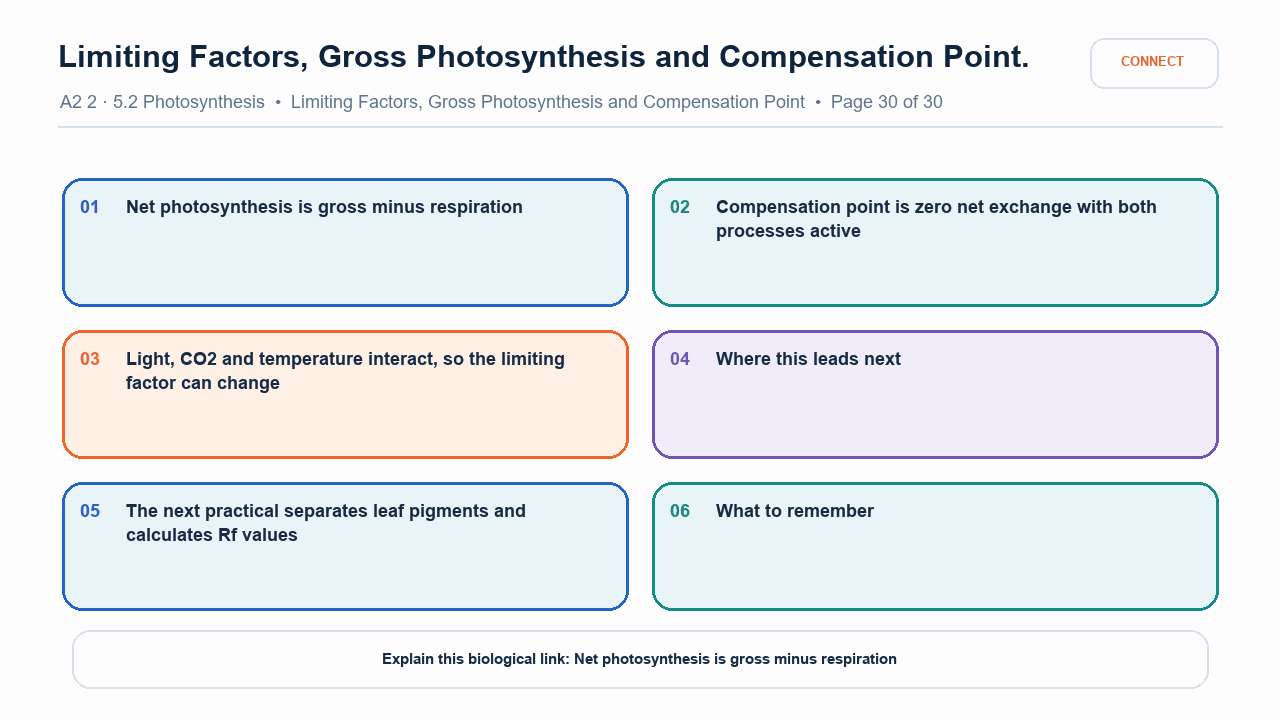 Limiting Factors, Gross Photosynthesis and Compensation Point.
CONNECT
A2 2 · 5.2 Photosynthesis • Limiting Factors, Gross Photosynthesis and Compensation Point • Page 30 of 30
01 Net photosynthesis is gross minus respiration
02 Compensation point is zero net exchange with both
processes active
03 Light, CO2 and temperature interact, so the limiting
factor can change
04 Where this leads next
05 The next practical separates leaf pigments and
calculates Rf values
06 What to remember
Explain this biological link: Net photosynthesis is gross minus respiration